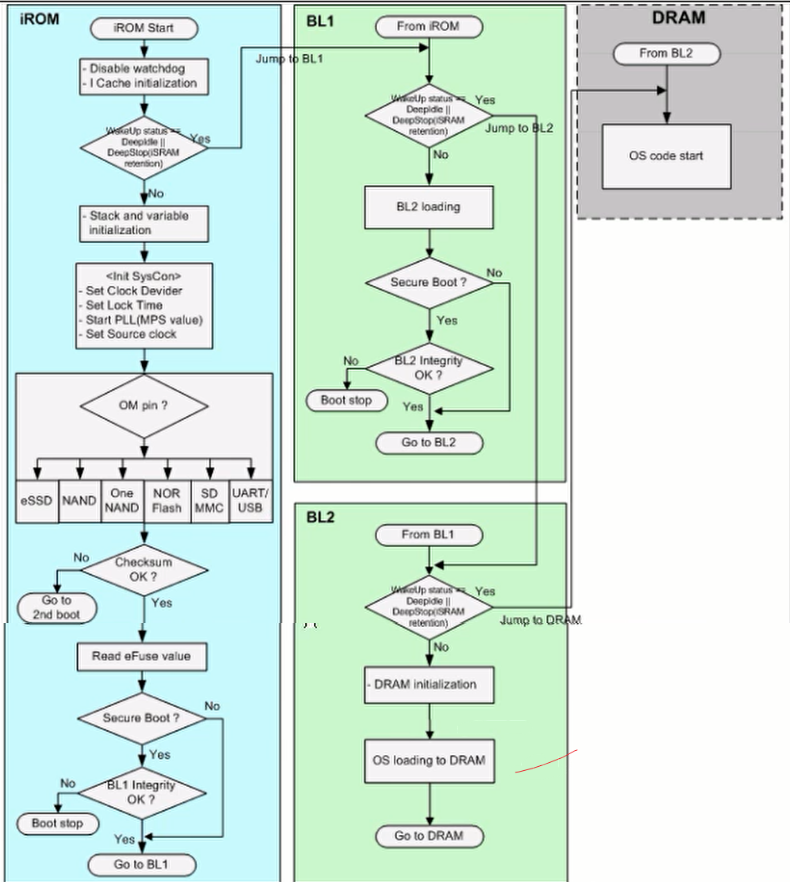 iROM
iROM Start
- Disable watchdog
- I Cache initialization
WakeUp status ==
DeepIdle ||
DeepStop(iSRAM
retention)
Yes
Jump to BL1
No
- Stack and variable
initialization
<Init SysCon>
- Set Clock Devider
- Set Lock Time
- Start PLL(MPS value)
- Set Source clock
OM pin ?
eSSD
NAND
One
NAND
NOR
Flash
SD
MMC
UART/
USB
Checksum
OK ?
No
Go to
2nd boot
Yes
Read eFuse value
Secure Boot ?
No
Yes
BL1 Integrity
OK ?
No
Boot stop
Yes
Go to BL1
BL1
From iROM
WakeUp status ==
DeepIdle ||
DeepStop(iSRAM
retention)
Yes
Jump to BL2
No
BL2 loading
Secure Boot ?
No
Yes
BL2 Integrity
OK ?
No
Boot stop
Yes
Go to BL2
BL2
From BL1
WakeUp status ==
DeepIdle ||
DeepStop(iSRAM
retention)
Yes
Jump to DRAM
No
- DRAM initialization
OS loading to DRAM
Go to DRAM
DRAM
From BL2
OS code start